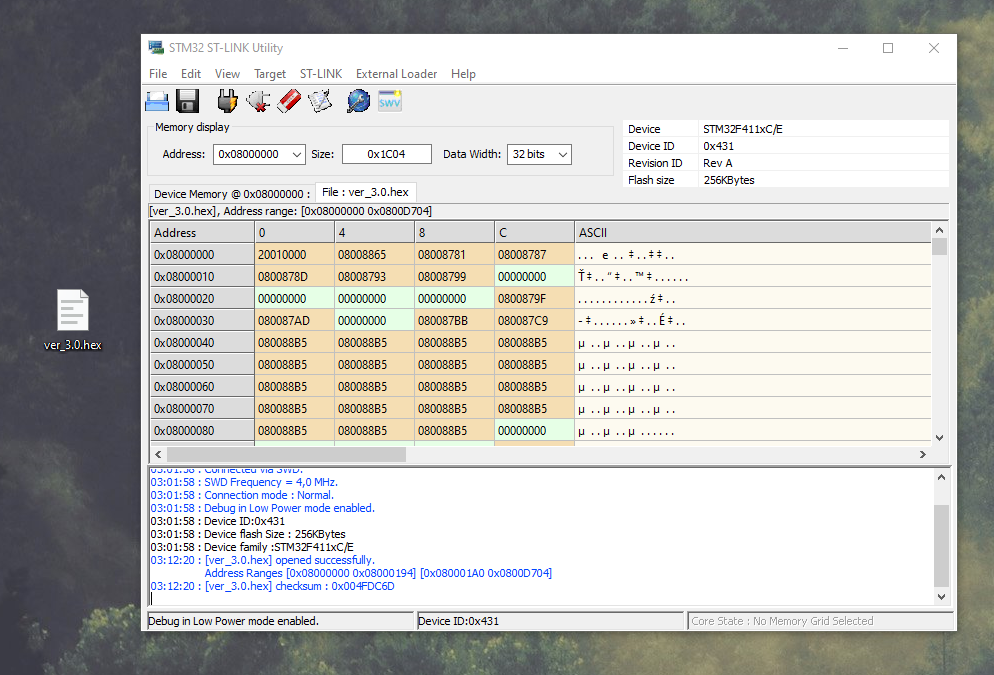 STM32 ST-LINK Utility
File Edit View Target ST-LINK External Loader Help
SWV
Memory display
Address: 0x08000000 Size: 0x1C04 Data Width: 32 bits
Device STM32F411xC/E
Device ID 0x431
Revision ID Rev A
Flash size 256KBytes
Device Memory @ 0x08000000 : File : ver_3.0.hex
[ver_3.0.hex], Address range: [0x08000000 0x0800D704]
Address 0 4 8 C ASCII
0x08000000 20010000 08008865 08008781 08008787 ... e ..‡..‡‡..
0x08000010 0800878D 08008793 08008799 00000000 Ť‡..“‡..™‡......
0x08000020 00000000 00000000 00000000 0800879F ............ź‡..
0x08000030 080087AD 00000000 080087BB 080087C9 -‡......»‡..É‡..
0x08000040 080088B5 080088B5 080088B5 080088B5 µ ..µ ..µ ..µ ..
0x08000050 080088B5 080088B5 080088B5 080088B5 µ ..µ ..µ ..µ ..
0x08000060 080088B5 080088B5 080088B5 080088B5 µ ..µ ..µ ..µ ..
0x08000070 080088B5 080088B5 080088B5 080088B5 µ ..µ ..µ ..µ ..
0x08000080 080088B5 080088B5 080088B5 00000000 µ ..µ ..µ ......
03:01:58 : Connected via SWD.
03:01:58 : SWD Frequency = 4,0 MHz.
03:01:58 : Connection mode : Normal.
03:01:58 : Debug in Low Power mode enabled.
03:01:58 : Device ID:0x431
03:01:58 : Device flash Size : 256KBytes
03:01:58 : Device family :STM32F411xC/E
03:12:20 : [ver_3.0.hex] opened successfully.
Address Ranges [0x08000000 0x08000194] [0x080001A0 0x0800D704]
03:12:20 : [ver_3.0.hex] checksum : 0x004FDC6D
Debug in Low Power mode enabled. Device ID:0x431 Core State : No Memory Grid Selected
ver_3.0.hex